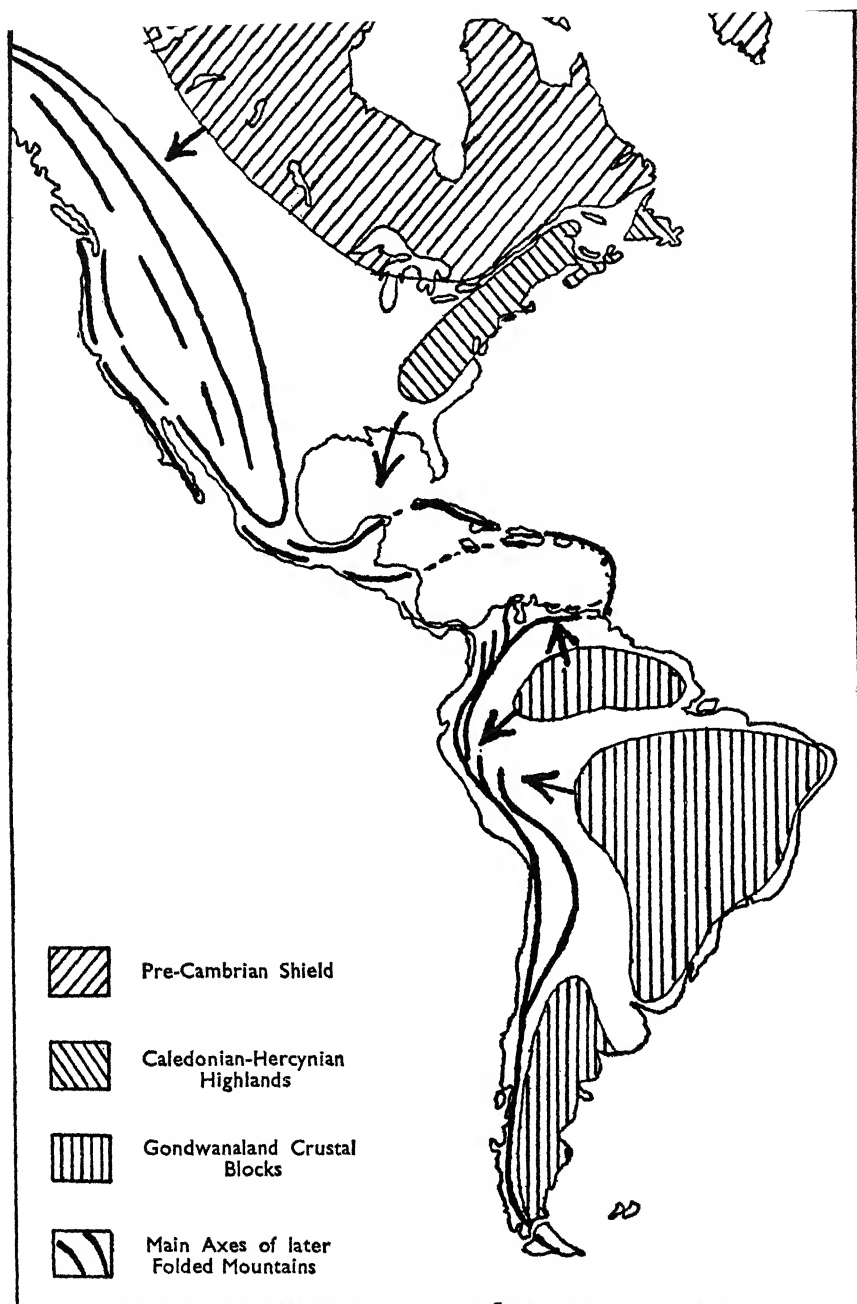 Pre-Cambrian Shield
Caledonian-Hercynian
Highlands
Gondwanaland Crustal
Blocks
Main Axes of later
Folded Mountains